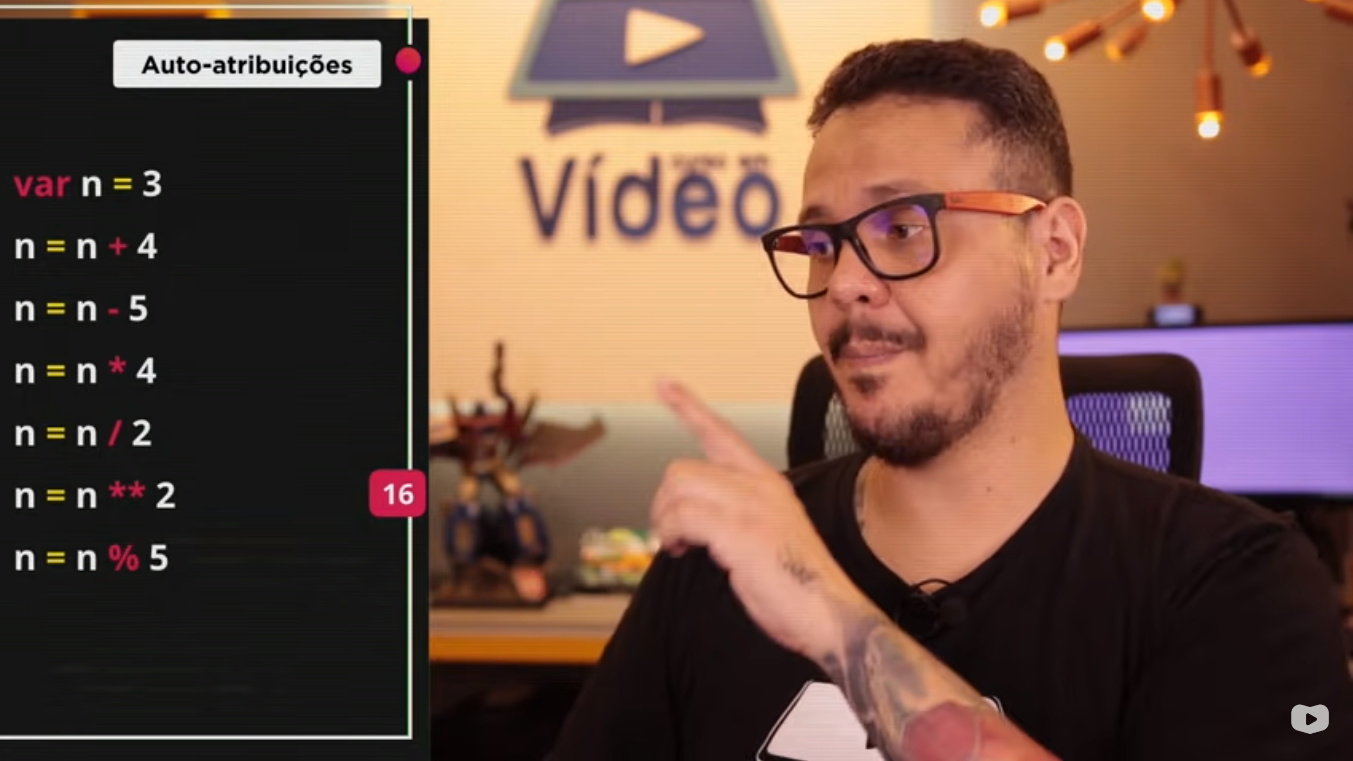 Auto-atribuições
var n = 3
n = n + 4
n = n - 5
n = n * 4
n = n / 2
n = n ** 2
16
n = n % 5
Vídeo